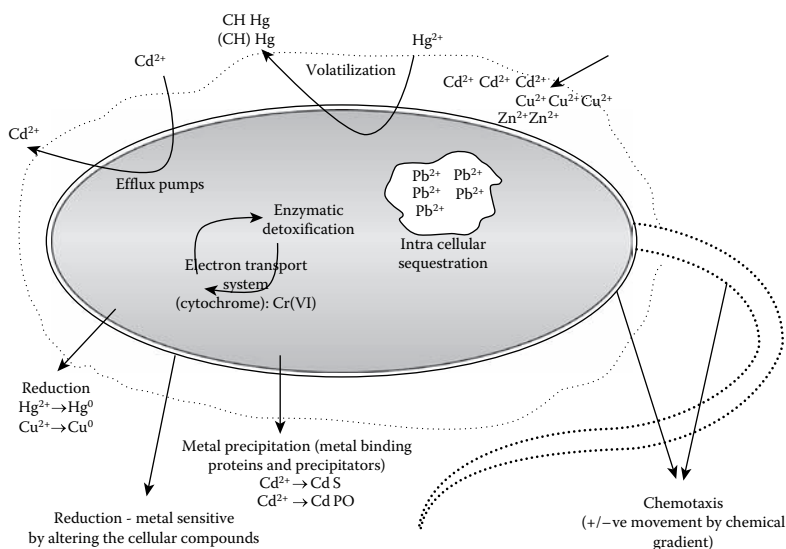 CH Hg
(CH) Hg
Hg²⁺
Volatilization
Cd²⁺
Cd²⁺ Cd²⁺ Cd²⁺
Cu²⁺ Cu²⁺ Cu²⁺
Zn²⁺ Zn²⁺
Cd²⁺
Efflux pumps
Pb²⁺ Pb²⁺
Pb²⁺ Pb²⁺
Pb²⁺
Intra cellular
sequestration
Enzymatic
detoxification
Electron transport
system
(cytochrome): Cr(VI)
Reduction
Hg²⁺→Hg⁰
Cu²⁺→Cu⁰
Metal precipitation (metal binding
proteins and precipitators)
Cd²⁺→Cd S
Cd²⁺→Cd PO
Reduction - metal sensitive
by altering the cellular compounds
Chemotaxis
(+/−ve movement by chemical
gradient)